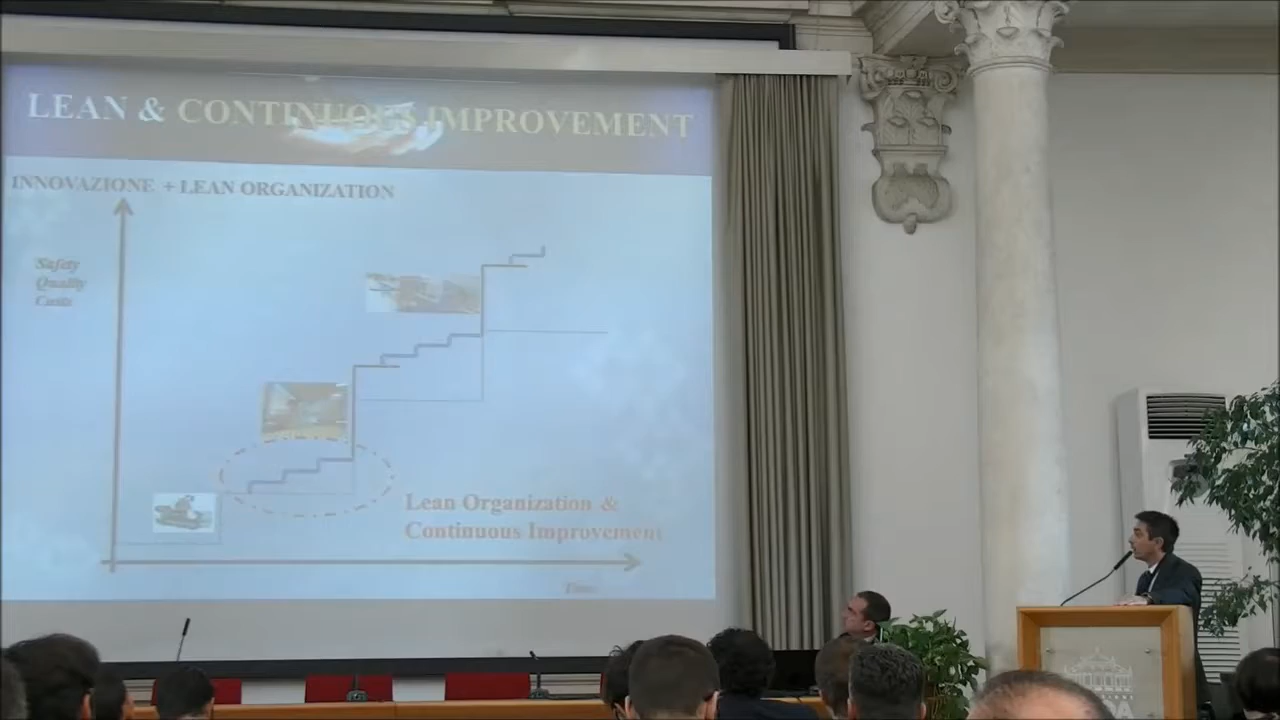 LEAN & CONTINUOUS IMPROVEMENT
INNOVAZIONE + LEAN ORGANIZATION
Safety
Quality
Costs
Lean Organization &
Continuous Improvement
Time